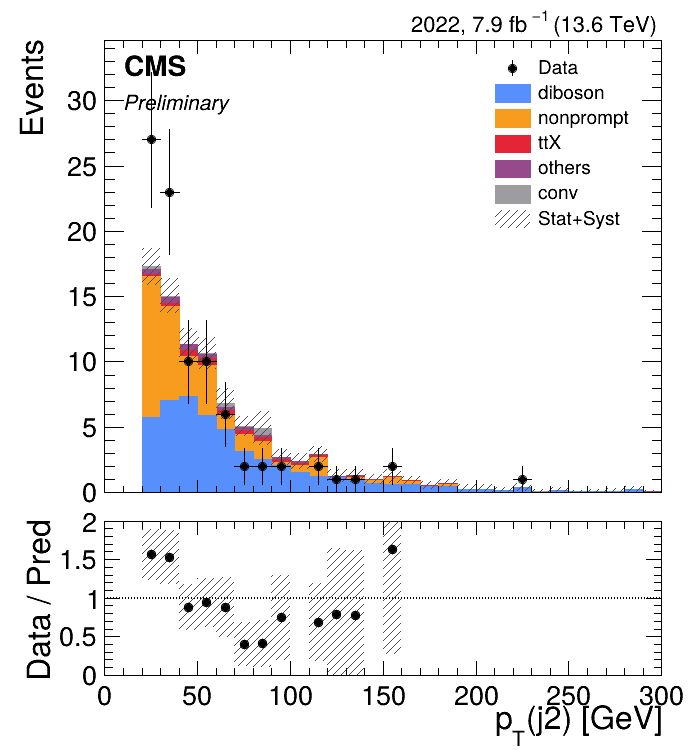 2022, 7.9 fb⁻¹ (13.6 TeV)
CMS
Preliminary
Events
30
25
20
15
10
5
0
Data
diboson
nonprompt
ttX
others
conv
Stat+Syst
Data / Pred
2
1.5
1
0.5
0
0 50 100 150 200 250 300
p_T(j2) [GeV]